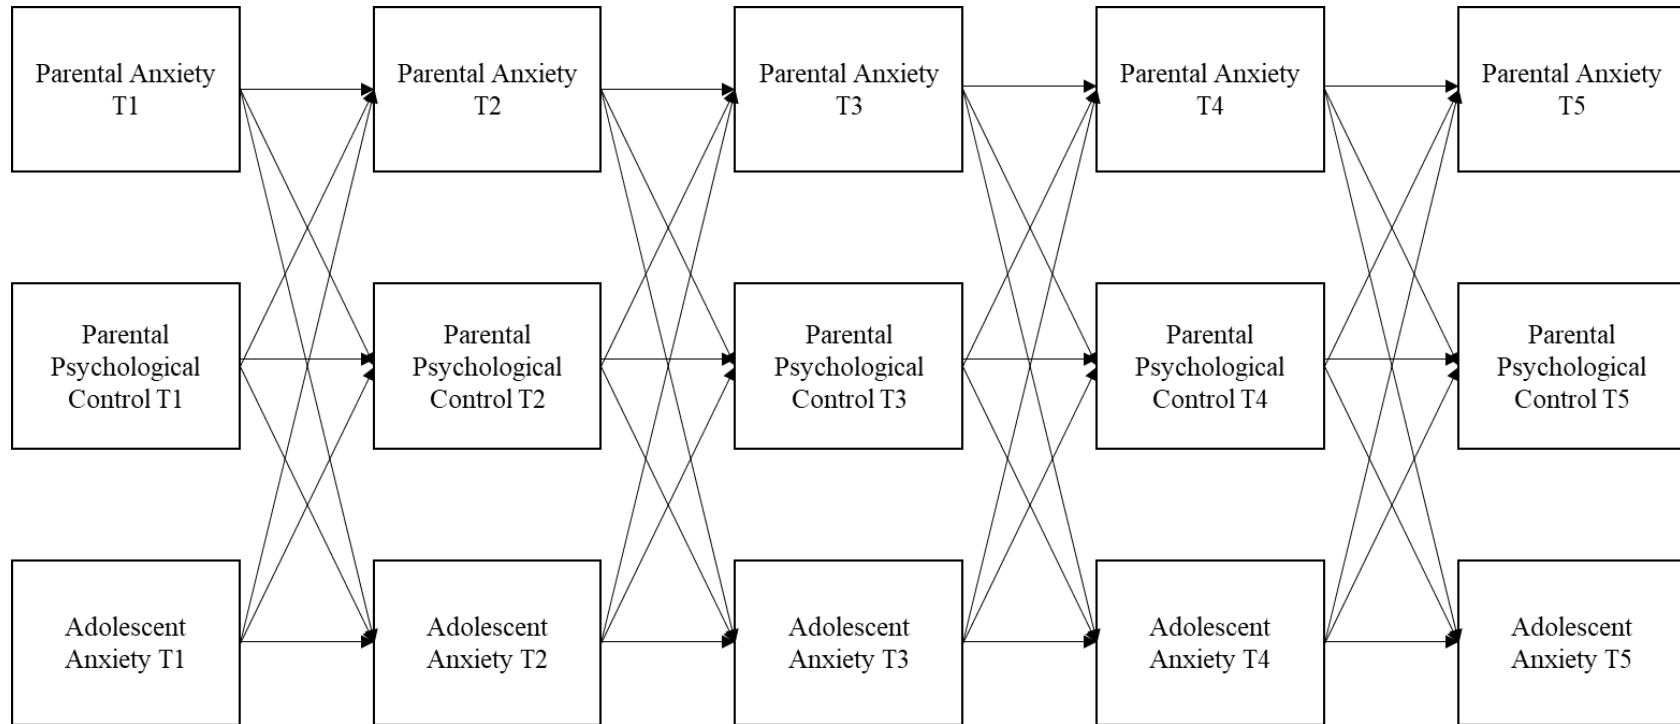 Parental Anxiety
T1
Parental Anxiety
T2
Parental Anxiety
T3
Parental Anxiety
T4
Parental Anxiety
T5
Parental
Psychological
Control T1
Parental
Psychological
Control T2
Parental
Psychological
Control T3
Parental
Psychological
Control T4
Parental
Psychological
Control T5
Adolescent
Anxiety T1
Adolescent
Anxiety T2
Adolescent
Anxiety T3
Adolescent
Anxiety T4
Adolescent
Anxiety T5